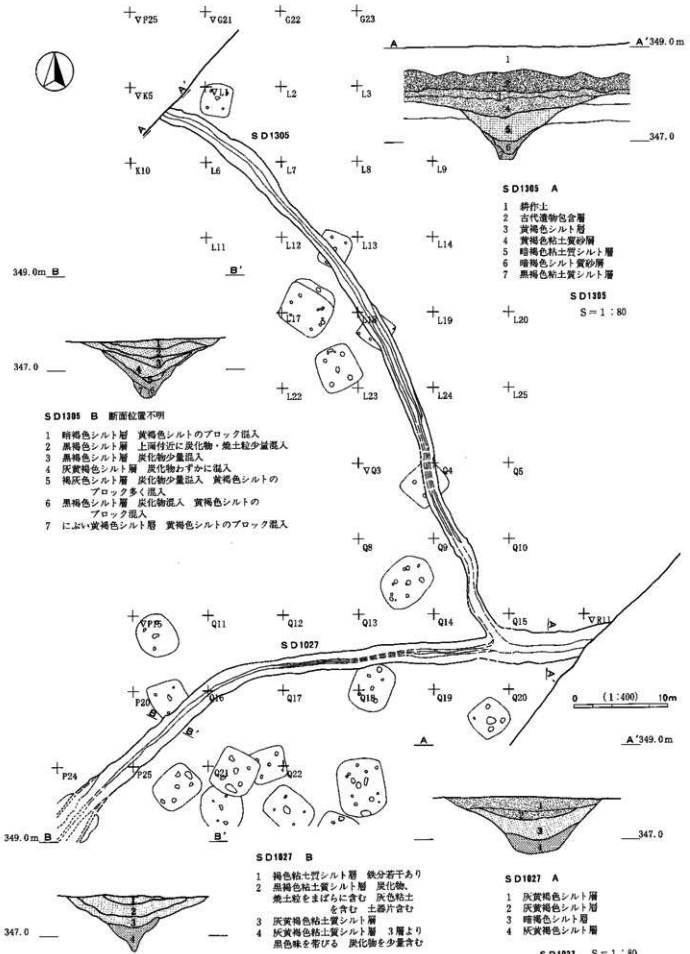 ▽P25
▽G21
G22
G23
A
A' 349.0m
1
▽K5
▽L1
L2
L3
A'
A
SD1305
347.0
K10
L6
L7
L8
L9
SD1305 A
1 耕作土
2 古代遺物包含層
3 黄褐色シルト層
4 黄褐色粘土質砂層
5 暗褐色粘土質シルト層
6 暗褐色シルト質砂層
7 黒褐色粘土質シルト層
SD1305
S=1:80
L11
L12
L13
L14
349.0m B
B'
L17
L18
L19
L20
347.0
L22
L23
L24
L25
SD1305 B 断面位置不明
1 暗褐色シルト層 黄褐色シルトのブロック混入
2 黒褐色シルト層 上面付近に炭化物・焼土粒少量混入
3 黒褐色シルト層 炭化物少量混入
4 灰黄褐色シルト層 炭化物わずかに混入
5 褐灰色シルト層 炭化物少量混入 黄褐色シルトの
ブロック多く混入
6 黒褐色シルト層 炭化物混入 黄褐色シルトの
ブロック混入
7 にぶい黄褐色シルト層 黄褐色シルトのブロック混入
▽Q3
Q4
Q5
Q8
Q9
Q10
▽P15
Q11
Q12
Q13
Q14
Q15
▽R11
A
SD1027
P20
Q16
Q17
Q18
Q19
Q20
A'
0 (1:400) 10m
B
B'
A
A' 349.0m
P24
P25
Q21
Q22
349.0m B
B'
347.0
SD1027 B
1 褐色粘土質シルト層 鉄分若干あり
2 黒褐色粘土質シルト層 炭化物、
焼土粒をまばらに含む 灰色粘土
を含む 土器片含む
3 灰黄褐色粘土質シルト層
4 灰黄褐色粘土質シルト層 3層より
黒色味を帯びる 炭化物を少量含む
347.0
SD1027 A
1 灰黄褐色シルト層
2 灰黄褐色シルト層
3 暗褐色シルト層
4 灰黄褐色シルト層
SD1027 S=1:80